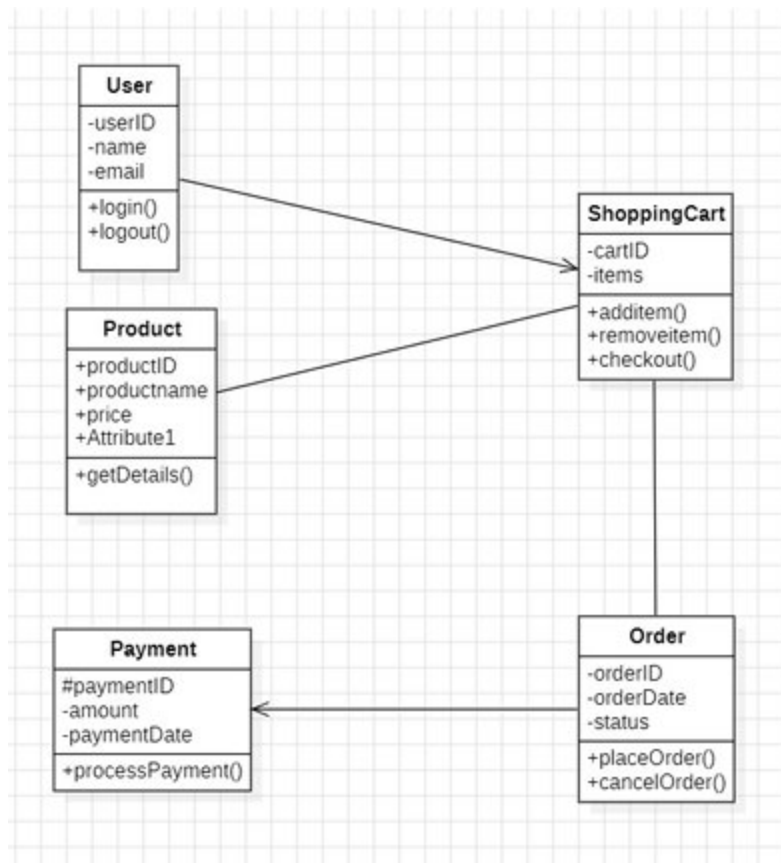 User
-userID
-name
-email
+login()
+logout()
ShoppingCart
-cartID
-items
+additem()
+removeitem()
+checkout()
Product
+productID
+productname
+price
+Attribute1
+getDetails()
Payment
#paymentID
-amount
-paymentDate
+processPayment()
Order
-orderID
-orderDate
-status
+placeOrder()
+cancelOrder()